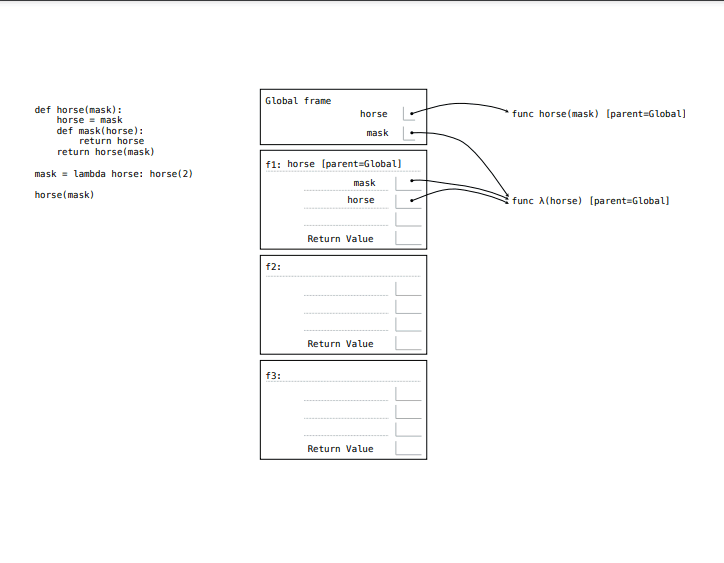 def horse(mask):
    horse = mask
    def mask(horse):
        return horse
    return horse(mask)
mask = lambda horse: horse(2)
horse(mask)
Global frame
horse
mask
func horse(mask) [parent=Global]
f1: horse [parent=Global]
mask
horse
Return Value
func λ(horse) [parent=Global]
f2:
Return Value
f3:
Return Value